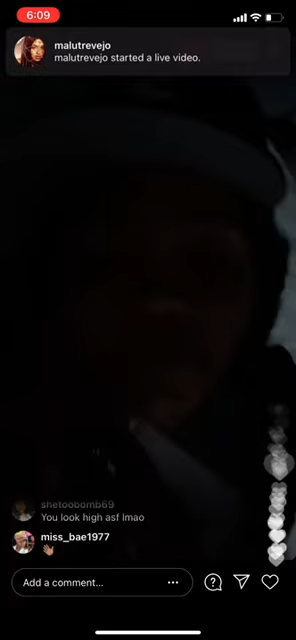 6:09
malutrevejo
malutrevejo started a live video.
shetoobomb69
You look high asf lmao
miss_bae1977
👋🏽
Add a comment...